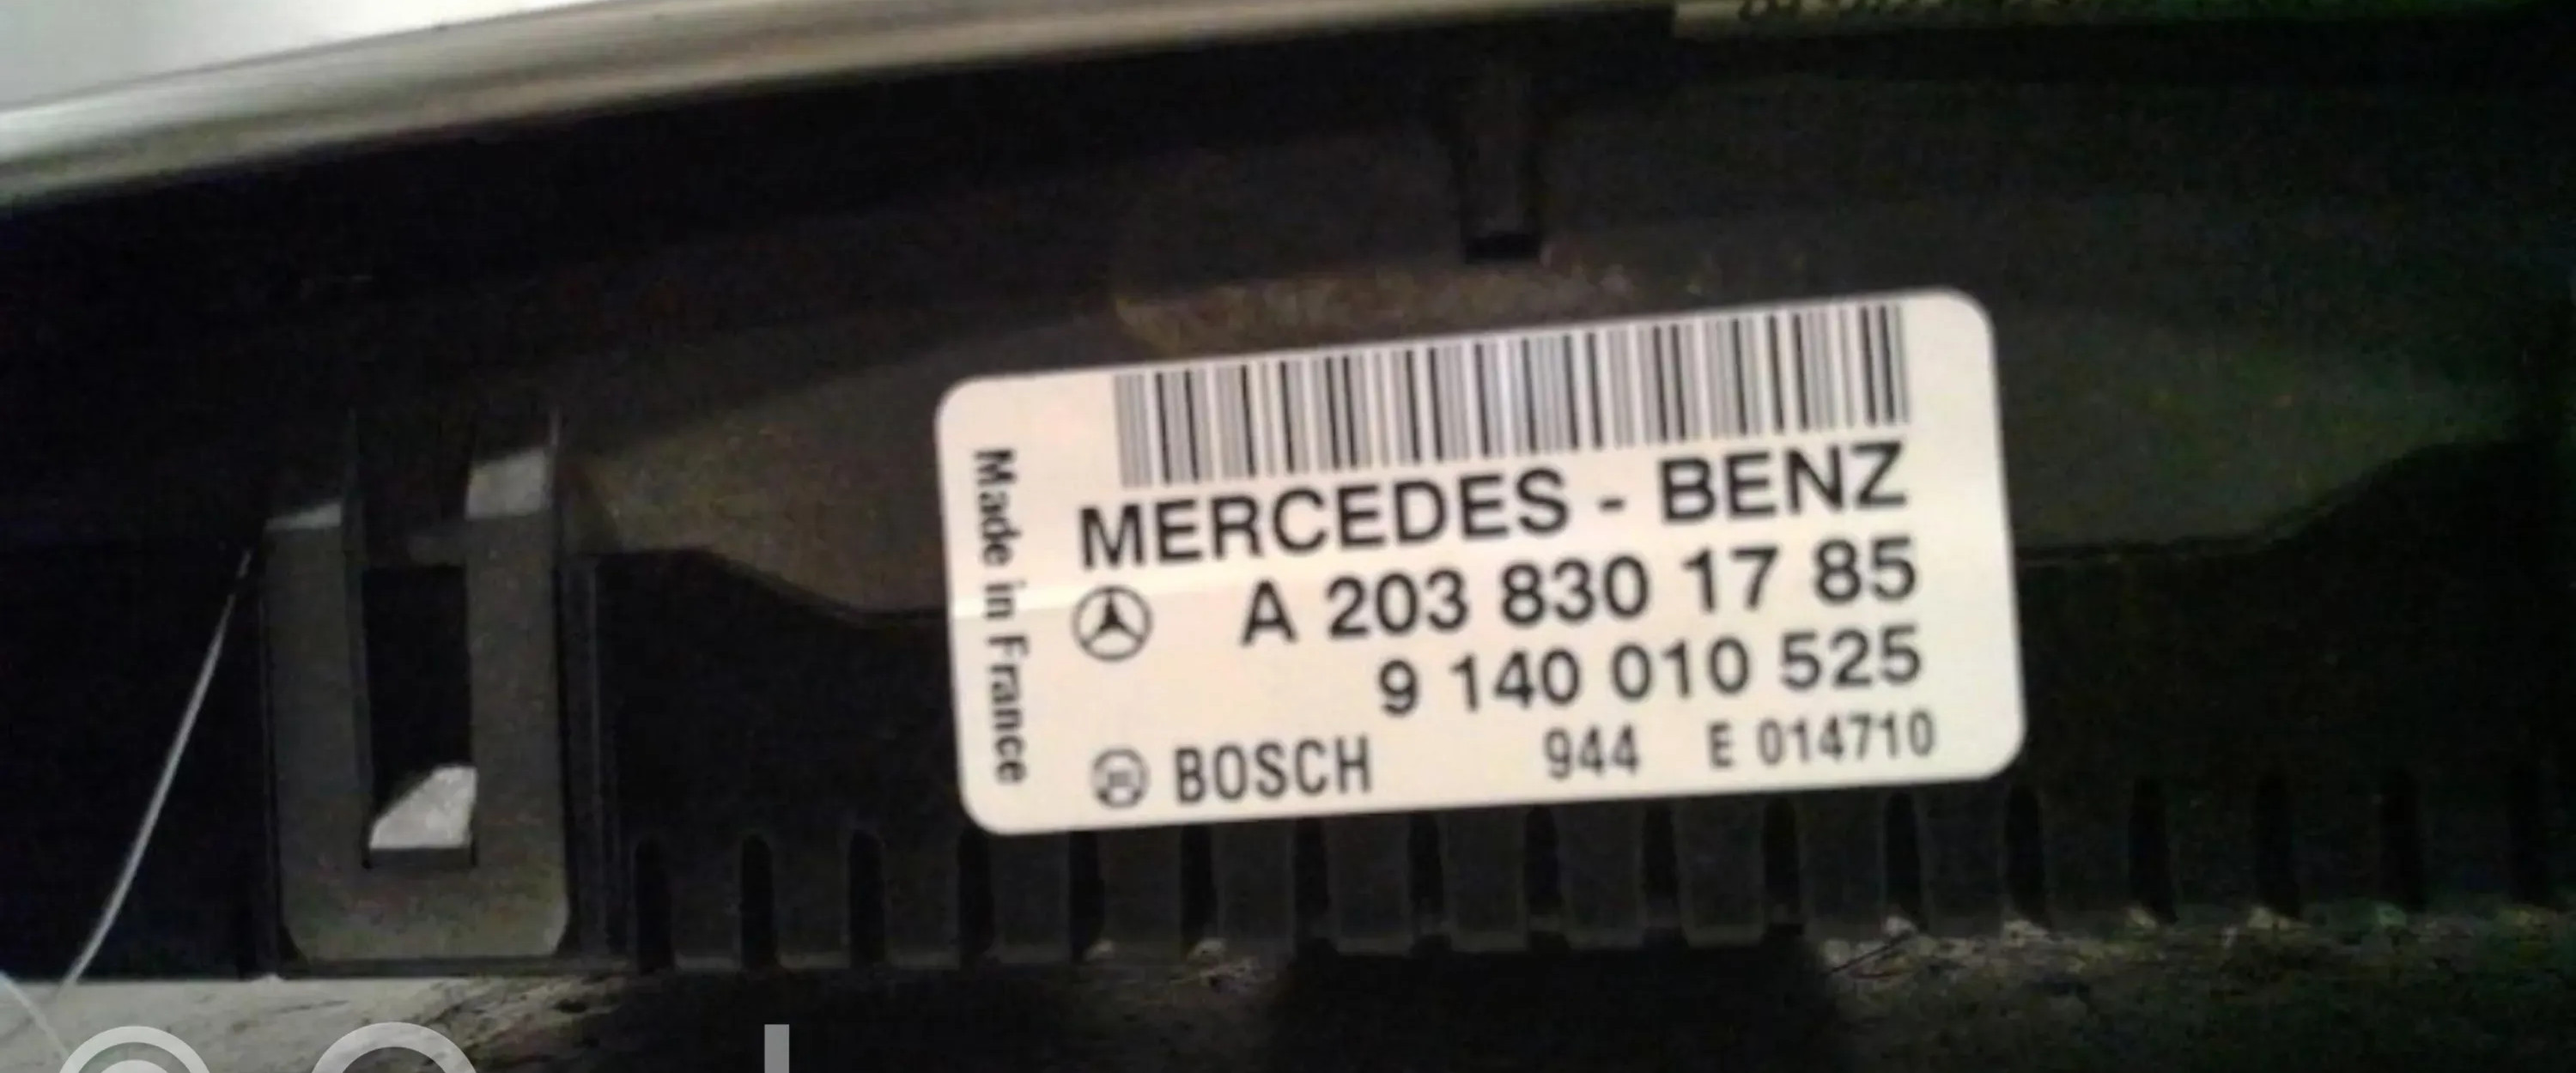 MERCEDES - BENZ
A 203 830 17 85
9 140 010 525
BOSCH 944 E 014710
Made in France